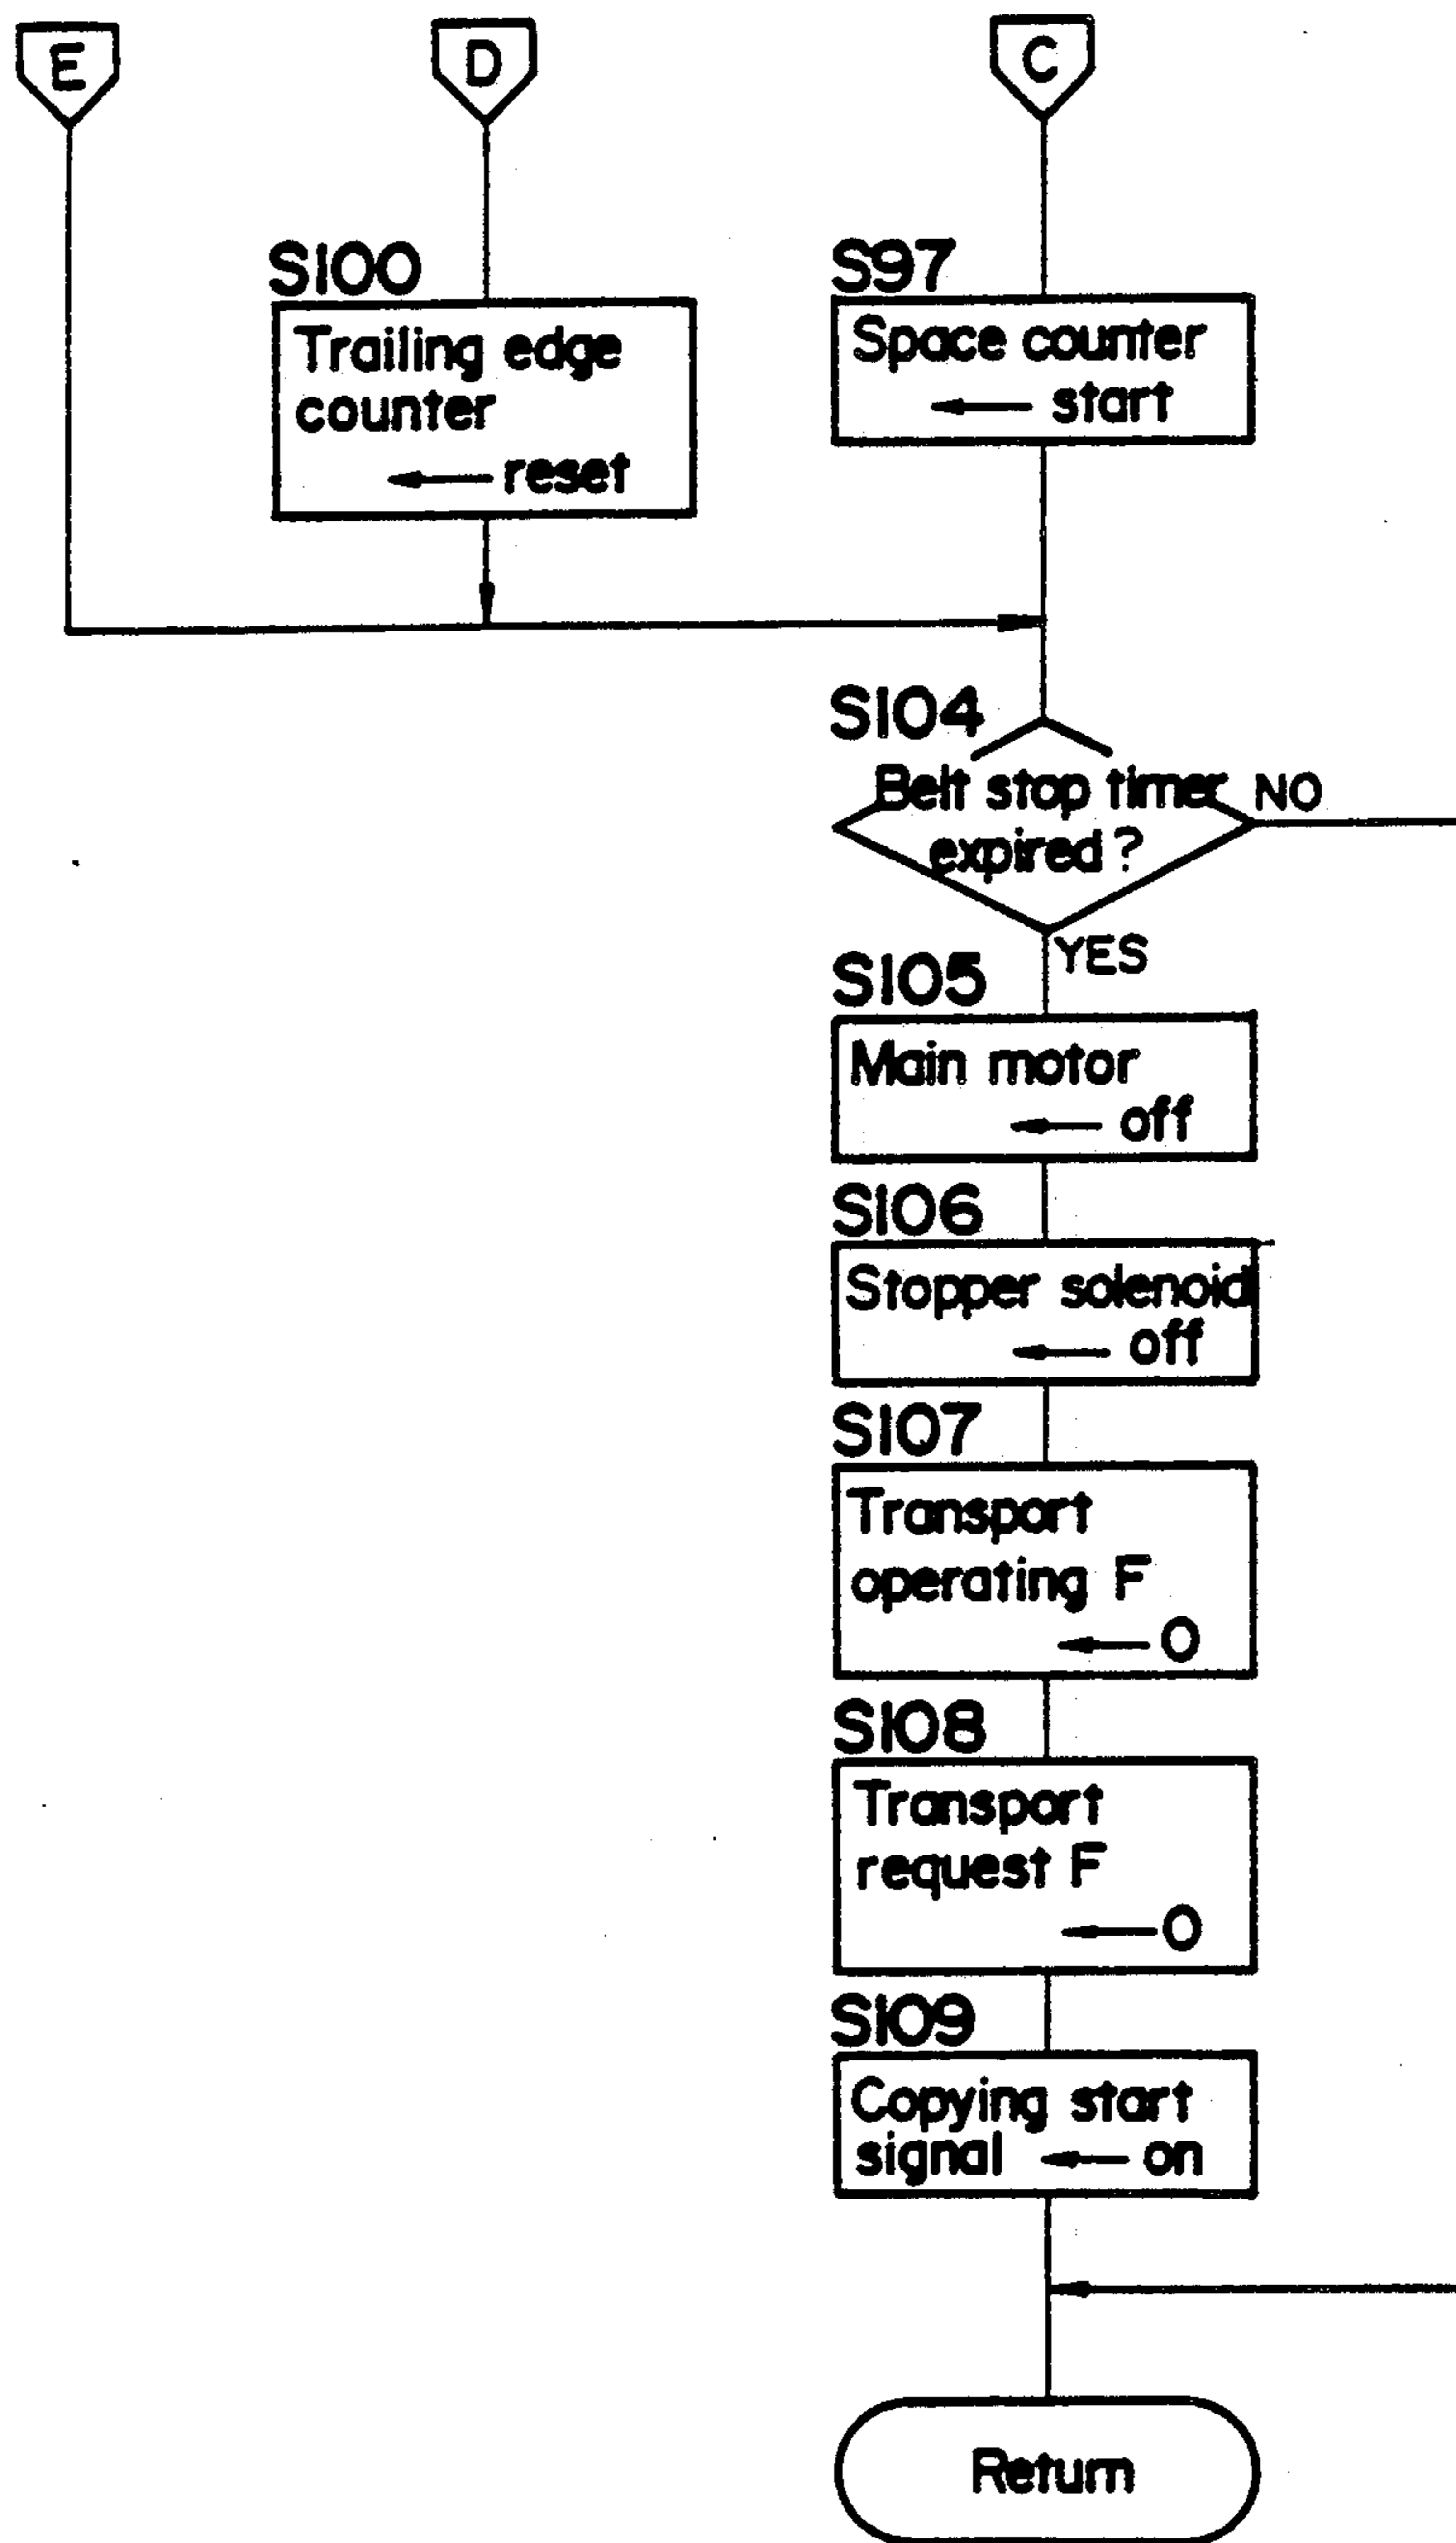 E
D
C
S100
Trailing edge
counter
← reset
S97
Space counter
← start
S104
Belt stop timer
expired?
NO
YES
S105
Main motor
← off
S106
Stopper solenoid
← off
S107
Transport
operating F
← 0
S108
Transport
request F
← 0
S109
Copying start
signal ← on
Return